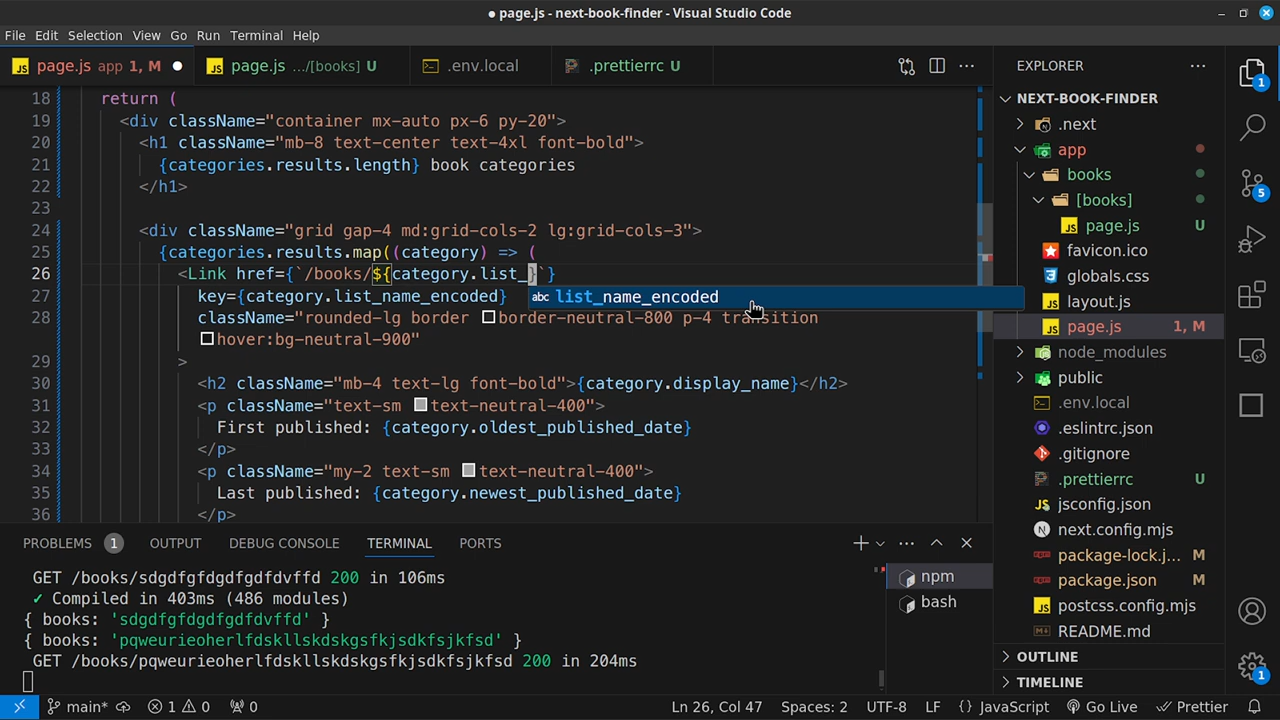 ● page.js - next-book-finder - Visual Studio Code
File Edit Selection View Go Run Terminal Help
JS page.js app 1, M ●
JS page.js .../[books] U
.env.local
.prettierrc U
EXPLORER
18 return (
19 <div className="container mx-auto px-6 py-20">
20 <h1 className="mb-8 text-center text-4xl font-bold">
21 {categories.results.length} book categories
22 </h1>
23
24 <div className="grid gap-4 md:grid-cols-2 lg:grid-cols-3">
25 {categories.results.map((category) => (
26 <Link href={`/books/${category.list_}`}
abc list_name_encoded
27 key={category.list_name_encoded}
28 className="rounded-lg border border-neutral-800 p-4 transition
hover:bg-neutral-900"
29 >
30 <h2 className="mb-4 text-lg font-bold">{category.display_name}</h2>
31 <p className="text-sm text-neutral-400">
32 First published: {category.oldest_published_date}
33 </p>
34 <p className="my-2 text-sm text-neutral-400">
35 Last published: {category.newest_published_date}
36 </p>
NEXT-BOOK-FINDER
.next
app
books
[books]
JS page.js U
favicon.ico
globals.css
JS layout.js
JS page.js 1, M
node_modules
public
.env.local
.eslintrc.json
.gitignore
.prettierrc U
JS jsconfig.json
N next.config.mjs
package-lock.j... M
package.json M
JS postcss.config.mjs
README.md
OUTLINE
TIMELINE
1
5
1
PROBLEMS 1 OUTPUT DEBUG CONSOLE TERMINAL PORTS
GET /books/sdgdfgfdgdfgdfdvffd 200 in 106ms
✓ Compiled in 403ms (486 modules)
{ books: 'sdgdfgfdgdfgdfdvffd' }
{ books: 'pqweurieoherlfdskllskdskgsfkjsdkfsjkfsd' }
GET /books/pqweurieoherlfdskllskdskgsfkjsdkfsjkfsd 200 in 204ms
npm
bash
main* 1 0 0 Ln 26, Col 47 Spaces: 2 UTF-8 LF {} JavaScript Go Live Prettier